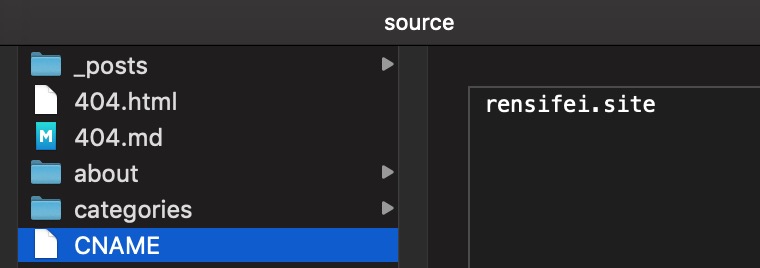 source
_posts
404.html
M 404.md
about
categories
CNAME
rensifei.site